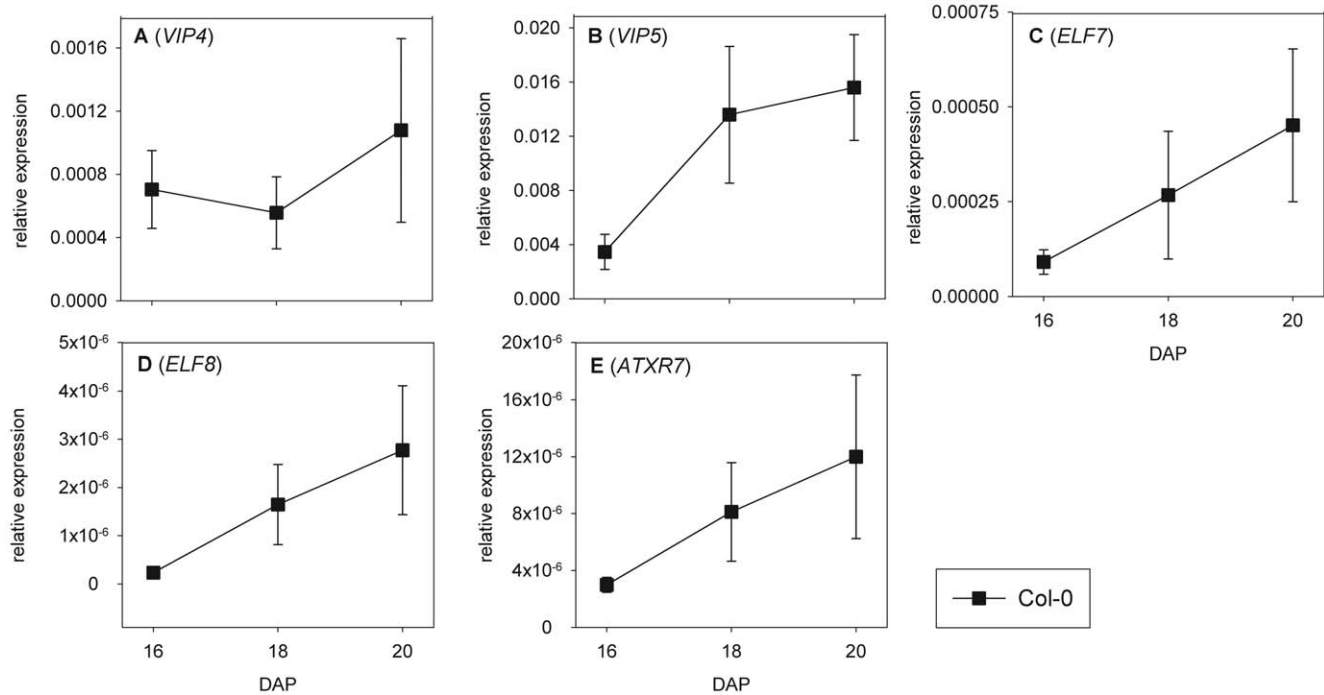 A (VIP4)
relative expression
0.0016
0.0012
0.0008
0.0004
0.0000
B (VIP5)
relative expression
0.020
0.016
0.012
0.008
0.004
0.000
C (ELF7)
relative expression
0.00075
0.00050
0.00025
0.00000
16 18 20
DAP
D (ELF8)
relative expression
5x10-6
4x10-6
3x10-6
2x10-6
1x10-6
0
16 18 20
DAP
E (ATXR7)
relative expression
20x10-6
16x10-6
12x10-6
8x10-6
4x10-6
0
16 18 20
DAP
Col-0